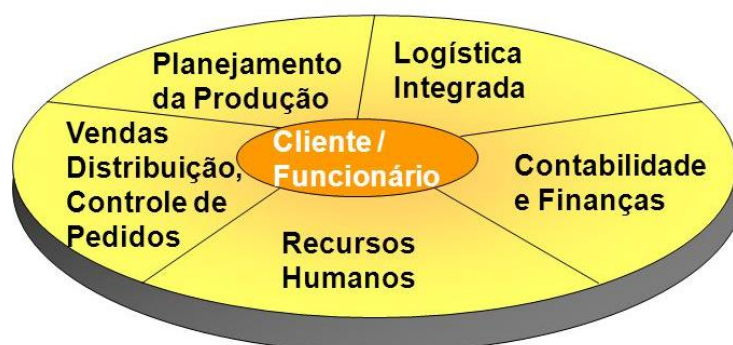 Planejamento
da Produção
Logística
Integrada
Vendas
Distribuição,
Controle de
Pedidos
Cliente /
Funcionário
Contabilidade
e Finanças
Recursos
Humanos